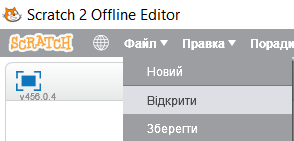 Scratch 2 Offline Editor
SCRATCH Файл Правка Поради
Новий
v456.0.4
Відкрити
Зберегти